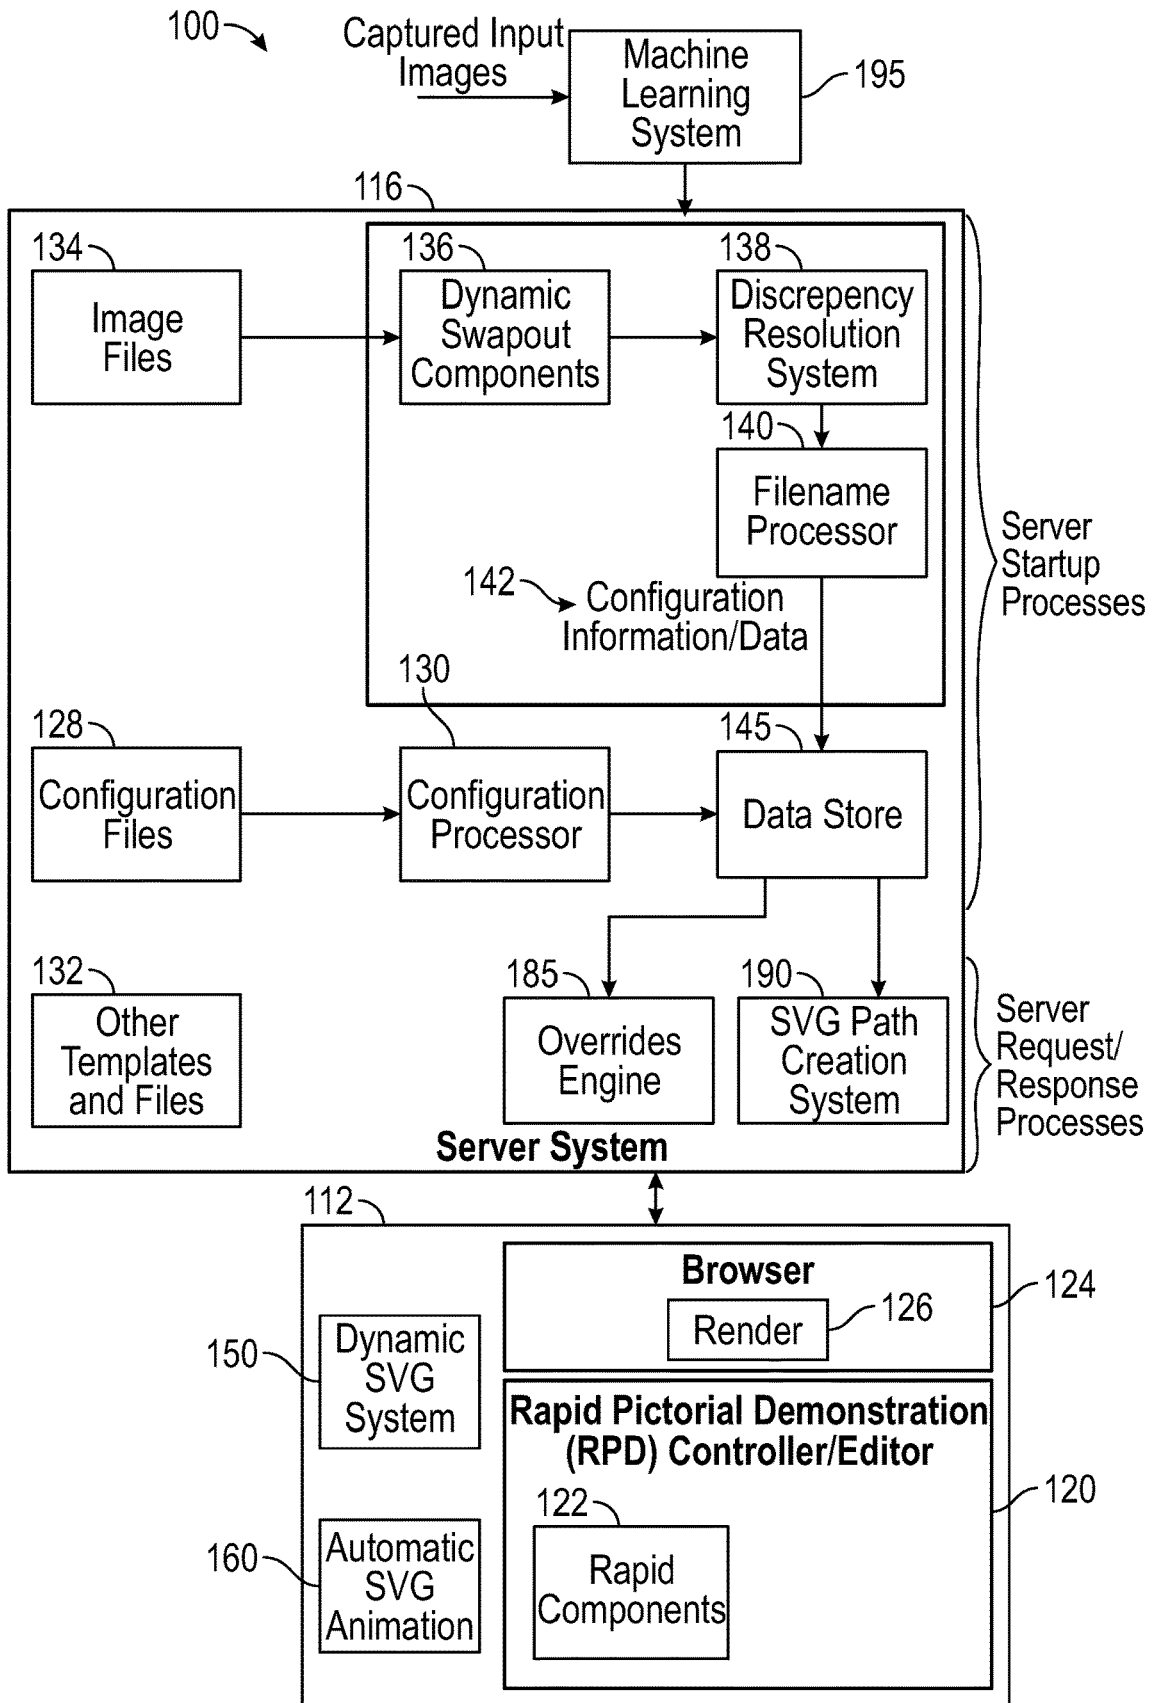 100
Captured Input
Images
Machine
Learning
System
195
116
134
Image
Files
136
Dynamic
Swapout
Components
138
Discrepency
Resolution
System
140
Filename
Processor
142
Configuration
Information/Data
Server
Startup
Processes
128
Configuration
Files
130
Configuration
Processor
145
Data Store
132
Other
Templates
and Files
185
Overrides
Engine
190
SVG Path
Creation
System
Server
Request/
Response
Processes
Server System
112
Browser
124
Render
126
150
Dynamic
SVG
System
Rapid Pictorial Demonstration
(RPD) Controller/Editor
120
122
Rapid
Components
160
Automatic
SVG
Animation